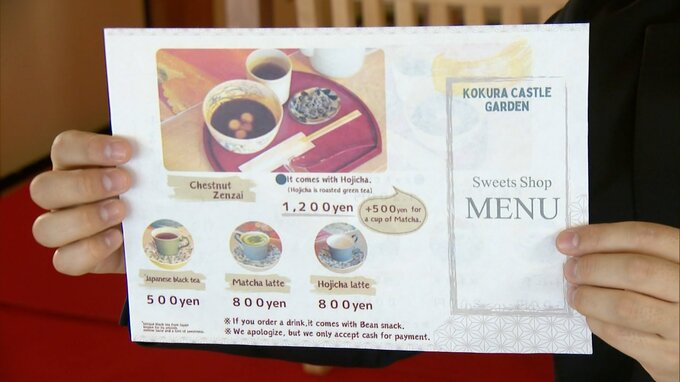 Chestnut
Zenzai
It comes with Hojicha.
(Hojicha is roasted green tea)
1,200yen
+500yen for
a cup of Matcha.
Japanese black tea
500yen
Matcha latte
800yen
Hojicha latte
800yen
※ If you order a drink,it comes with Bean snack.
※ We apologize, but we only accept cash for payment.
KOKURA CASTLE
GARDEN
Sweets Shop
MENU